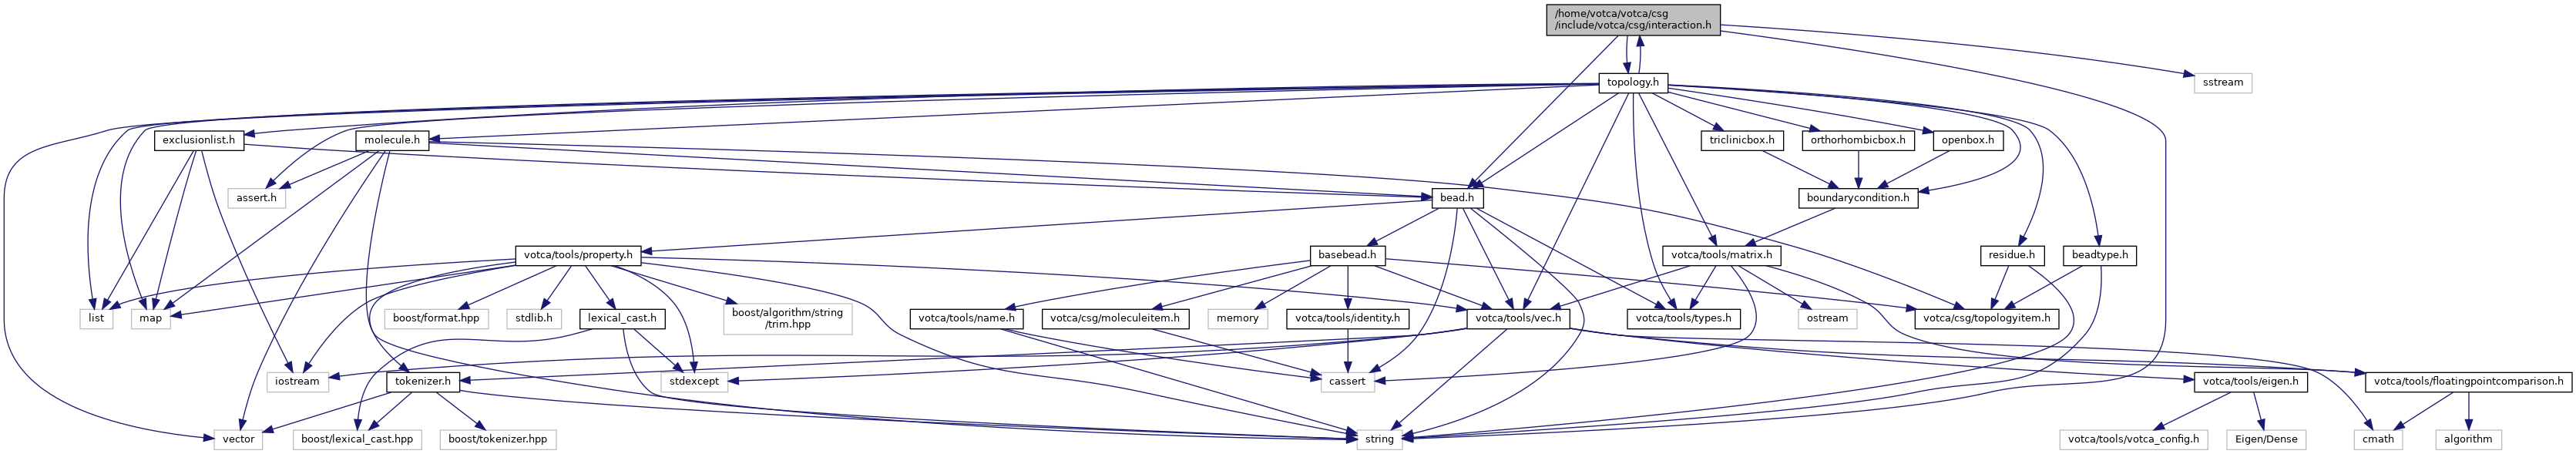 /home/votca/votca/csg
/include/votca/csg/interaction.h
topology.h
sstream
exclusionlist.h
molecule.h
triclinicbox.h
orthorhombicbox.h
openbox.h
assert.h
bead.h
boundarycondition.h
votca/tools/property.h
basebead.h
votca/tools/matrix.h
residue.h
beadtype.h
list
map
boost/format.hpp
stdlib.h
lexical_cast.h
boost/algorithm/string
/trim.hpp
votca/tools/name.h
votca/csg/moleculeitem.h
memory
votca/tools/identity.h
votca/tools/vec.h
votca/tools/types.h
ostream
votca/csg/topologyitem.h
iostream
tokenizer.h
stdexcept
cassert
votca/tools/eigen.h
votca/tools/floatingpointcomparison.h
vector
boost/lexical_cast.hpp
boost/tokenizer.hpp
string
votca/tools/votca_config.h
Eigen/Dense
cmath
algorithm